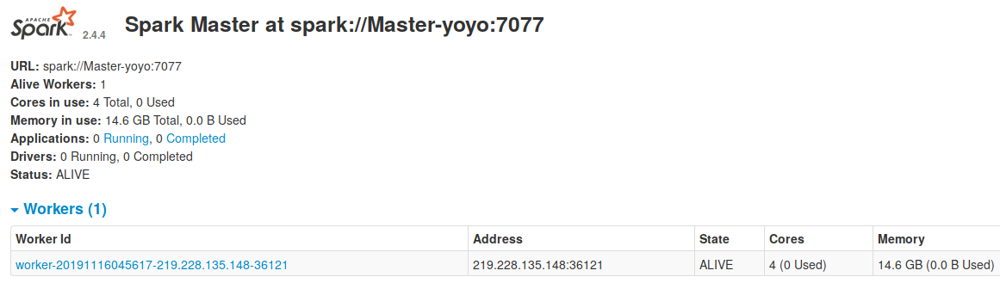 APACHE
Spark 2.4.4 Spark Master at spark://Master-yoyo:7077
URL: spark://Master-yoyo:7077
Alive Workers: 1
Cores in use: 4 Total, 0 Used
Memory in use: 14.6 GB Total, 0.0 B Used
Applications: 0 Running, 0 Completed
Drivers: 0 Running, 0 Completed
Status: ALIVE
Workers (1)
Worker Id Address State Cores Memory
worker-20191116045617-219.228.135.148-36121 219.228.135.148:36121 ALIVE 4 (0 Used) 14.6 GB (0.0 B Used)